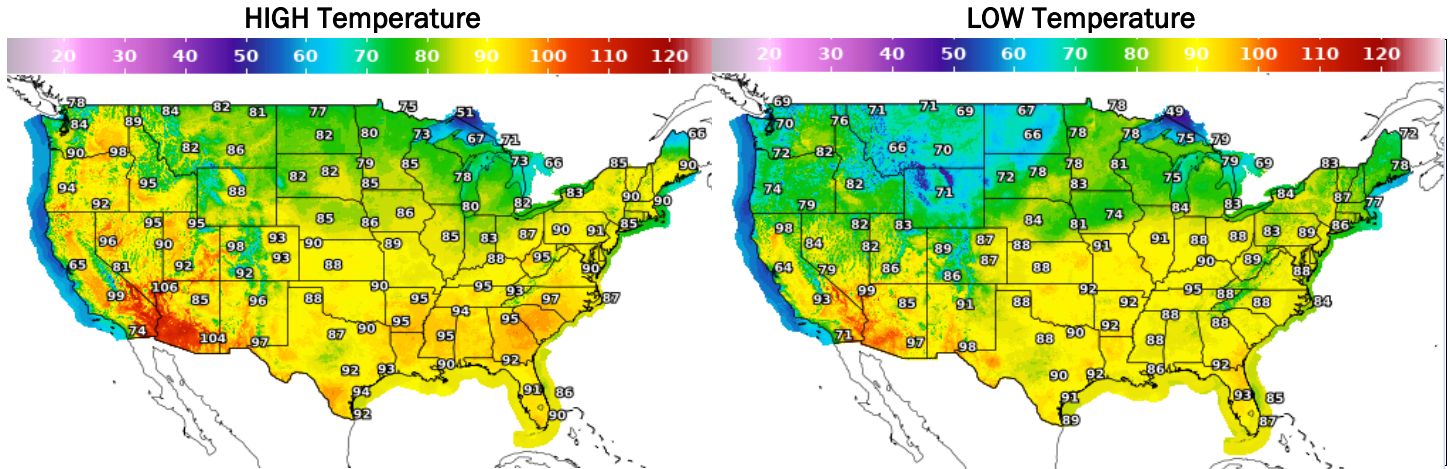 HIGH Temperature
LOW Temperature
20 30 40 50 60 70 80 90 100 110 120
20 30 40 50 60 70 80 90 100 110 120
78 84 82 81 77 75 51
84 89 82 80 73 67 71 66
90 98 82 86 79 85 73 66 85 90
94 95 88 82 82 85 78 82 83 90 90
92 95 95 85 86 86 80 85
96 90 98 93 90 89 85 83 87 90 91
65 81 92 92 93 88 88 95 90
99 106 85 96 88 90 95 95 93 97 87
74 104 97 87 90 95 94 95 95
92 93 90 92
94 91 86
92 90
69 71 71 69 67 78 49
70 76 66 70 66 78 78 75 79 72
72 82 78 81 79 69 83 78
74 82 71 72 78 83 75 83 84 87 77
79 82 83 84 81 74 84 86
98 84 82 89 87 88 91 91 88 88 83 89
64 79 86 86 87 88 90 89 88
93 99 85 91 88 92 92 95 88 88 84
71 97 98 88 90 92 88 88 88
90 92 86 92
91 93 85
89 87